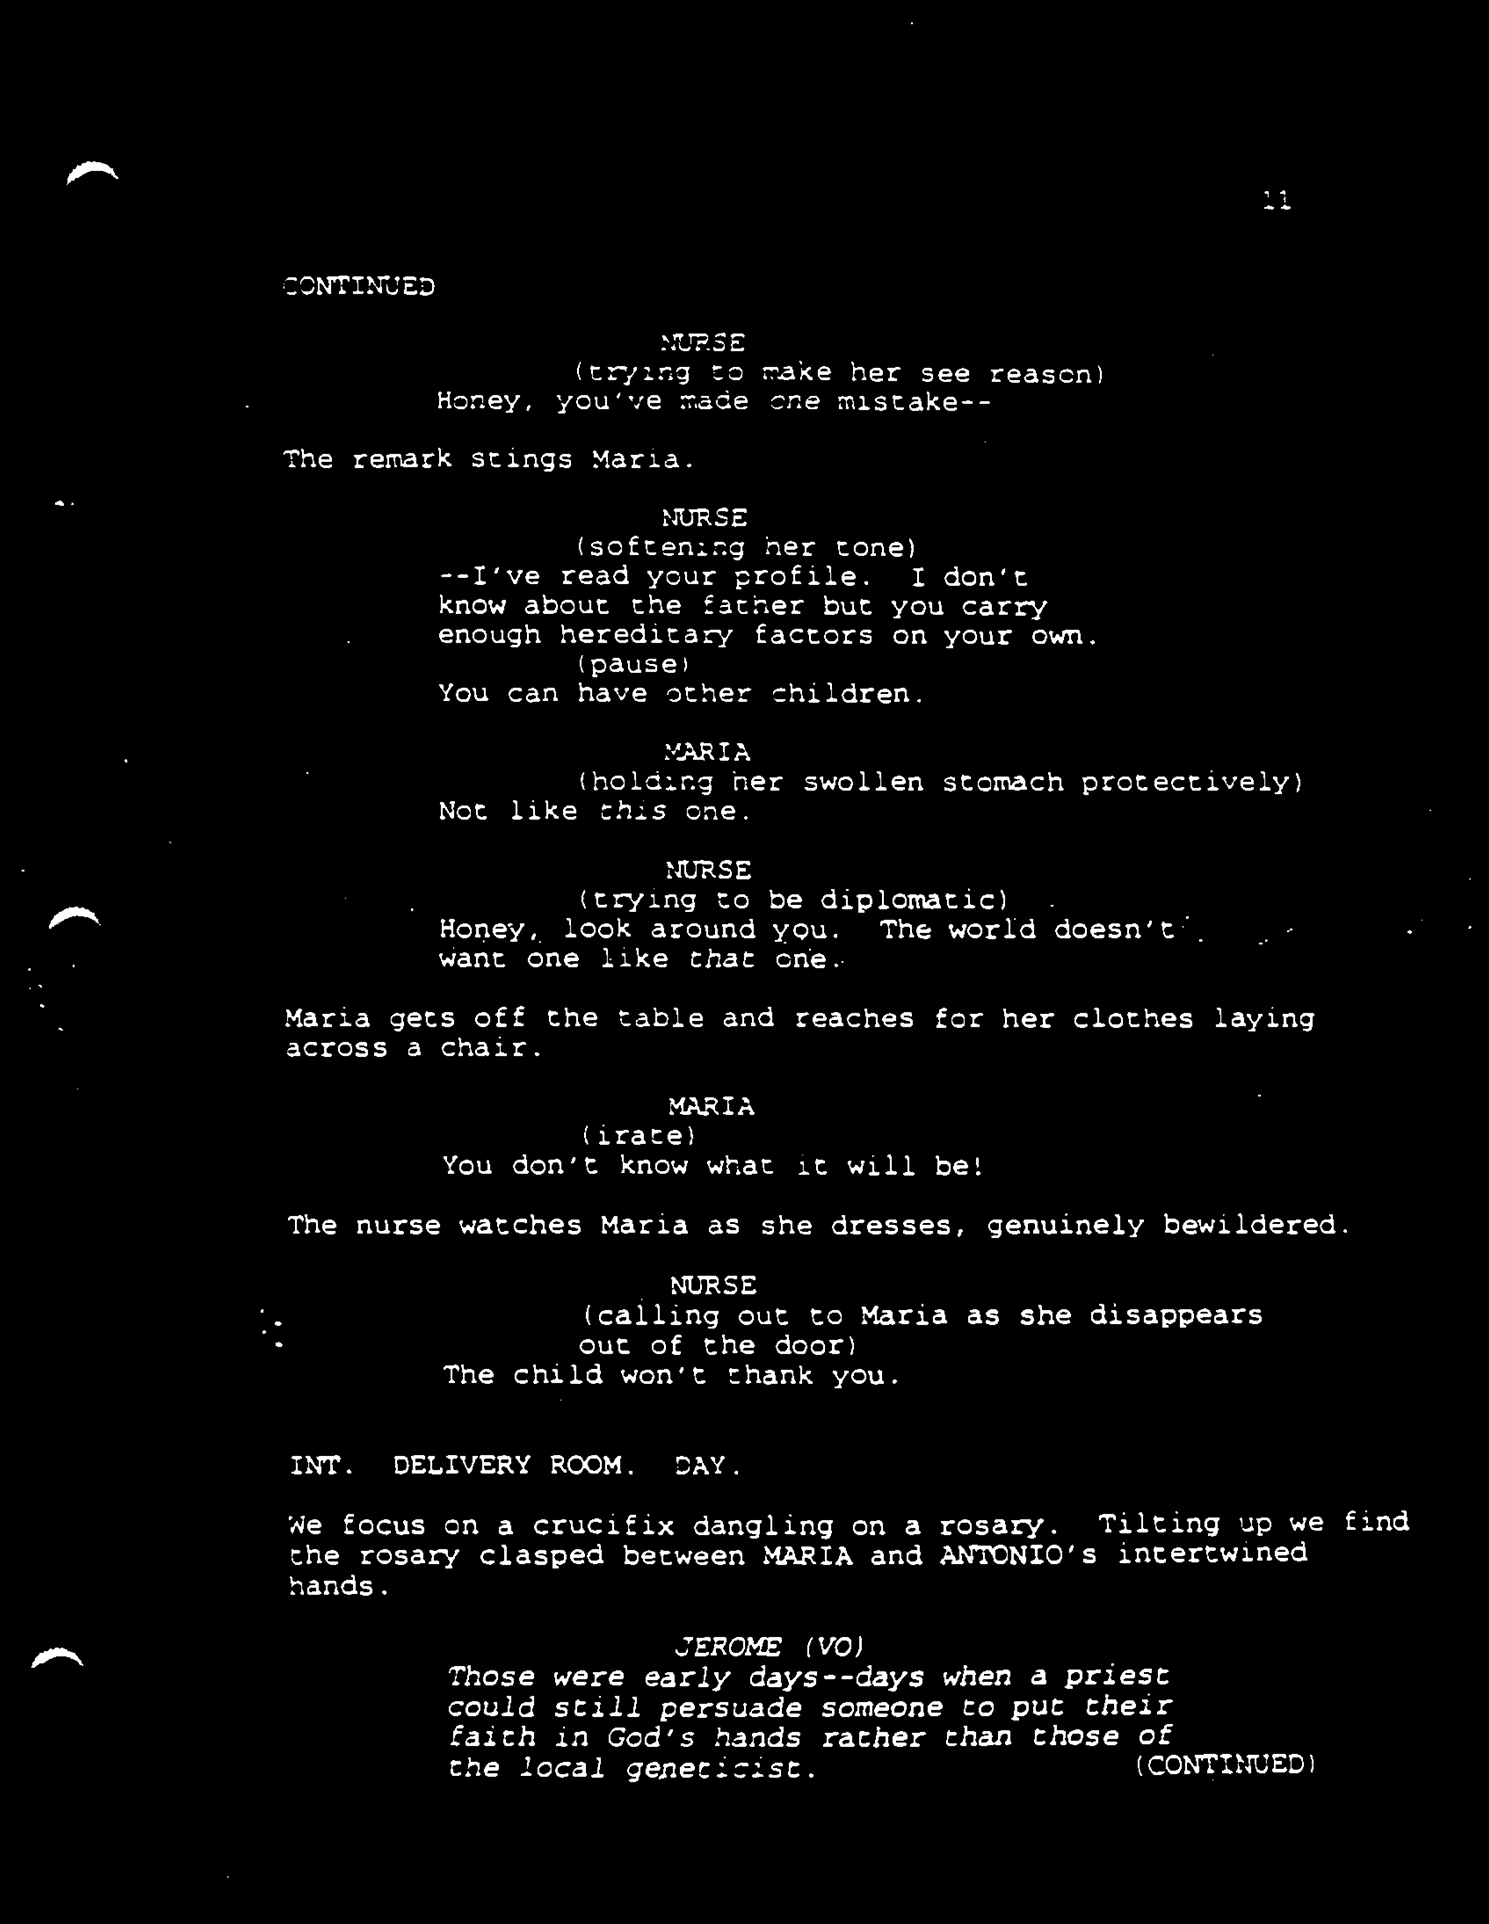 11
CONTINUED
NURSE
(trying to make her see reason)
Honey, you've made one mistake--
The remark stings Maria.
NURSE
(softening her tone)
--I've read your profile. I don't
know about the father but you carry
enough hereditary factors on your own.
(pause)
You can have other children.
MARIA
(holding her swollen stomach protectively)
Not like this one.
NURSE
(trying to be diplomatic)
Honey, look around you. The world doesn't
want one like that one.
Maria gets off the table and reaches for her clothes laying
across a chair.
MARIA
(irate)
You don't know what it will be!
The nurse watches Maria as she dresses, genuinely bewildered.
NURSE
(calling out to Maria as she disappears
out of the door)
The child won't thank you.
INT. DELIVERY ROOM. DAY.
We focus on a crucifix dangling on a rosary. Tilting up we find
the rosary clasped between MARIA and ANTONIO's intertwined
hands.
JEROME (VO)
Those were early days--days when a priest
could still persuade someone to put their
faith in God's hands rather than those of
the local geneticist. (CONTINUED)